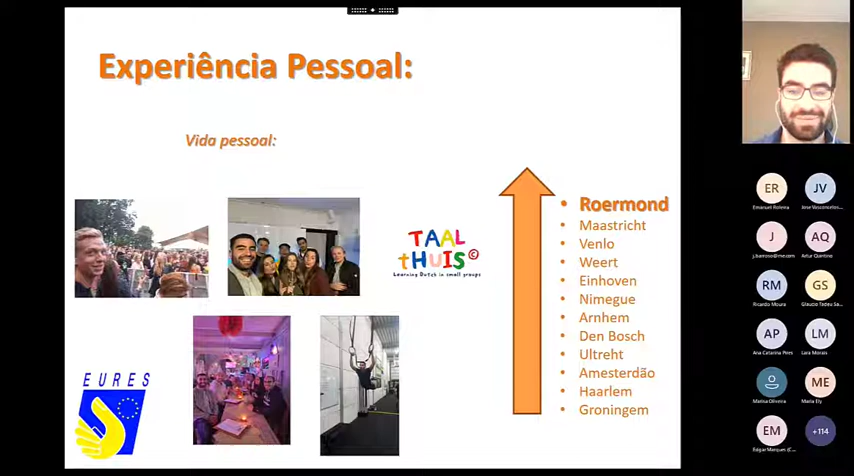 Experiência Pessoal:
Vida pessoal:
TAAL
tHUIS©
Learning Dutch in small groups
• Roermond
• Maastricht
• Venlo
• Weert
• Einhoven
• Nimegue
• Arnhem
• Den Bosch
• Ultreht
• Amesterdão
• Haarlem
• Groningem
EURES
ER
JV
Emanuel Roleira
Jose Vasconcelos...
J
AQ
j.barroso@me.com
Artur Quintino
RM
GS
Ricardo Moura
Glaucio Tadeu Sa...
AP
LM
Ana Catarina Pires
Lara Morais
ME
Marisa Oliveira
Maria Ely
EM
+114
Edgar Marques d...